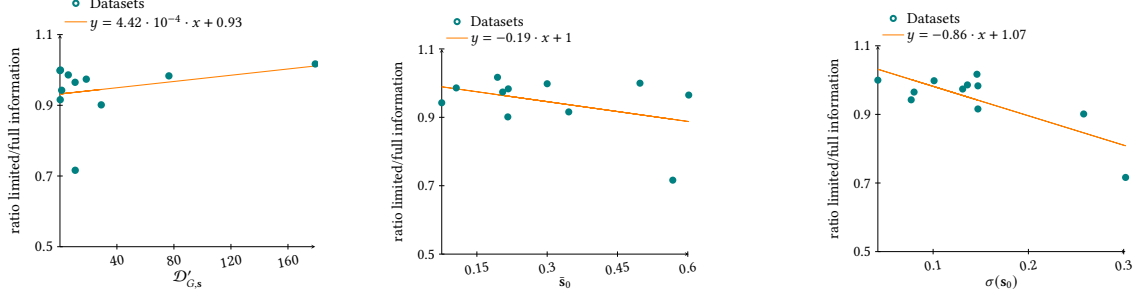 Datasets
y = 4.42 · 10⁻⁴ · x + 0.93
1.1
0.9
0.7
0.5
40
80
120
160
ratio limited/full information
𝒟′G,s
Datasets
y = −0.19 · x + 1
1.1
0.9
0.7
0.5
0.15
0.3
0.45
0.6
ratio limited/full information
s̄₀
Datasets
y = −0.86 · x + 1.07
1.1
0.9
0.7
0.5
0.1
0.2
0.3
ratio limited/full information
σ(s₀)